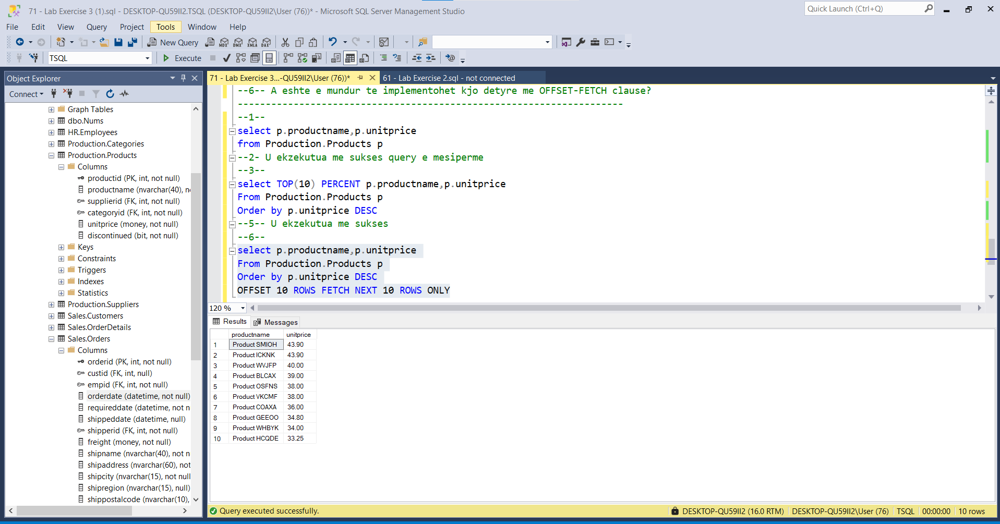 71 - Lab Exercise 3 (1).sql - DESKTOP-QU59II2.TSQL (DESKTOP-QU59II2\User (76))* - Microsoft SQL Server Management Studio
Quick Launch (Ctrl+Q)
File Edit View Query Project Tools Window Help
New Query MDX DMX XMLA DAX
TSQL Execute
Object Explorer
Connect
Graph Tables
dbo.Nums
HR.Employees
Production.Categories
Production.Products
Columns
productid (PK, int, not null)
productname (nvarchar(40), n
supplierid (FK, int, not null)
categoryid (FK, int, not null)
unitprice (money, not null)
discontinued (bit, not null)
Keys
Constraints
Triggers
Indexes
Statistics
Production.Suppliers
Sales.Customers
Sales.OrderDetails
Sales.Orders
Columns
orderid (PK, int, not null)
custid (FK, int, null)
empid (FK, int, not null)
orderdate (datetime, not null)
requireddate (datetime, not n
shippeddate (datetime, null)
shipperid (FK, int, not null)
freight (money, not null)
shipname (nvarchar(40), not n
shipaddress (nvarchar(60), not
shipcity (nvarchar(15), not null
shipregion (nvarchar(15), null)
shippostalcode (nvarchar(10),
71 - Lab Exercise 3...-QU59II2\User (76))* 61 - Lab Exercise 2.sql - not connected
--6-- A eshte e mundur te implementohet kjo detyre me OFFSET-FETCH clause?
---------------------------------------------------------------------
--1--
select p.productname,p.unitprice
from Production.Products p
--2- U ekzekutua me sukses query e mesiperme
--3--
select TOP(10) PERCENT p.productname,p.unitprice
From Production.Products p
Order by p.unitprice DESC
--5-- U ekzekutua me sukses
--6--
select p.productname,p.unitprice
From Production.Products p
Order by p.unitprice DESC
OFFSET 10 ROWS FETCH NEXT 10 ROWS ONLY
120 %
Results Messages
productname unitprice
1 Product SMIOH 43.90
2 Product ICKNK 43.90
3 Product WVJFP 40.00
4 Product BLCAX 39.00
5 Product OSFNS 38.00
6 Product VKCMF 38.00
7 Product COAXA 36.00
8 Product GEEOO 34.80
9 Product WHBYK 34.00
10 Product HCQDE 33.25
Query executed successfully. DESKTOP-QU59II2 (16.0 RTM) DESKTOP-QU59II2\User (76) TSQL 00:00:00 10 rows